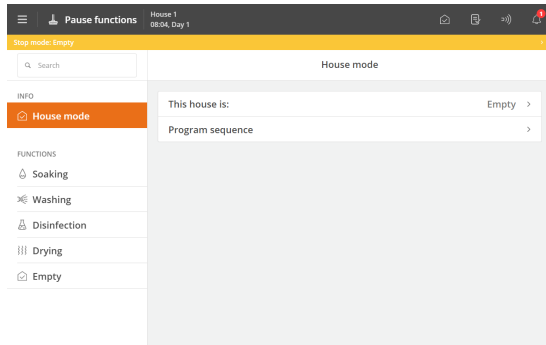 Pause functions
House 1
08:04, Day 1
1
Stop mode: Empty
Search
House mode
INFO
House mode
This house is: Empty
Program sequence
FUNCTIONS
Soaking
Washing
Disinfection
Drying
Empty